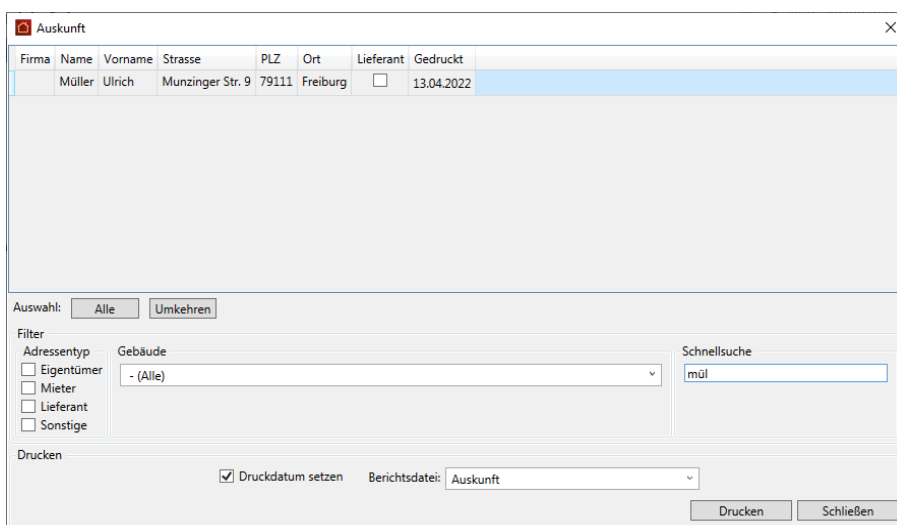 Auskunft
Firma Name Vorname Strasse PLZ Ort Lieferant Gedruckt
Müller Ulrich Munzinger Str. 9 79111 Freiburg 13.04.2022
Auswahl: Alle Umkehren
Filter
Adressentyp Gebäude Schnellsuche
Eigentümer - (Alle) mül
Mieter
Lieferant
Sonstige
Drucken
Druckdatum setzen Berichtsdatei: Auskunft
Drucken Schließen